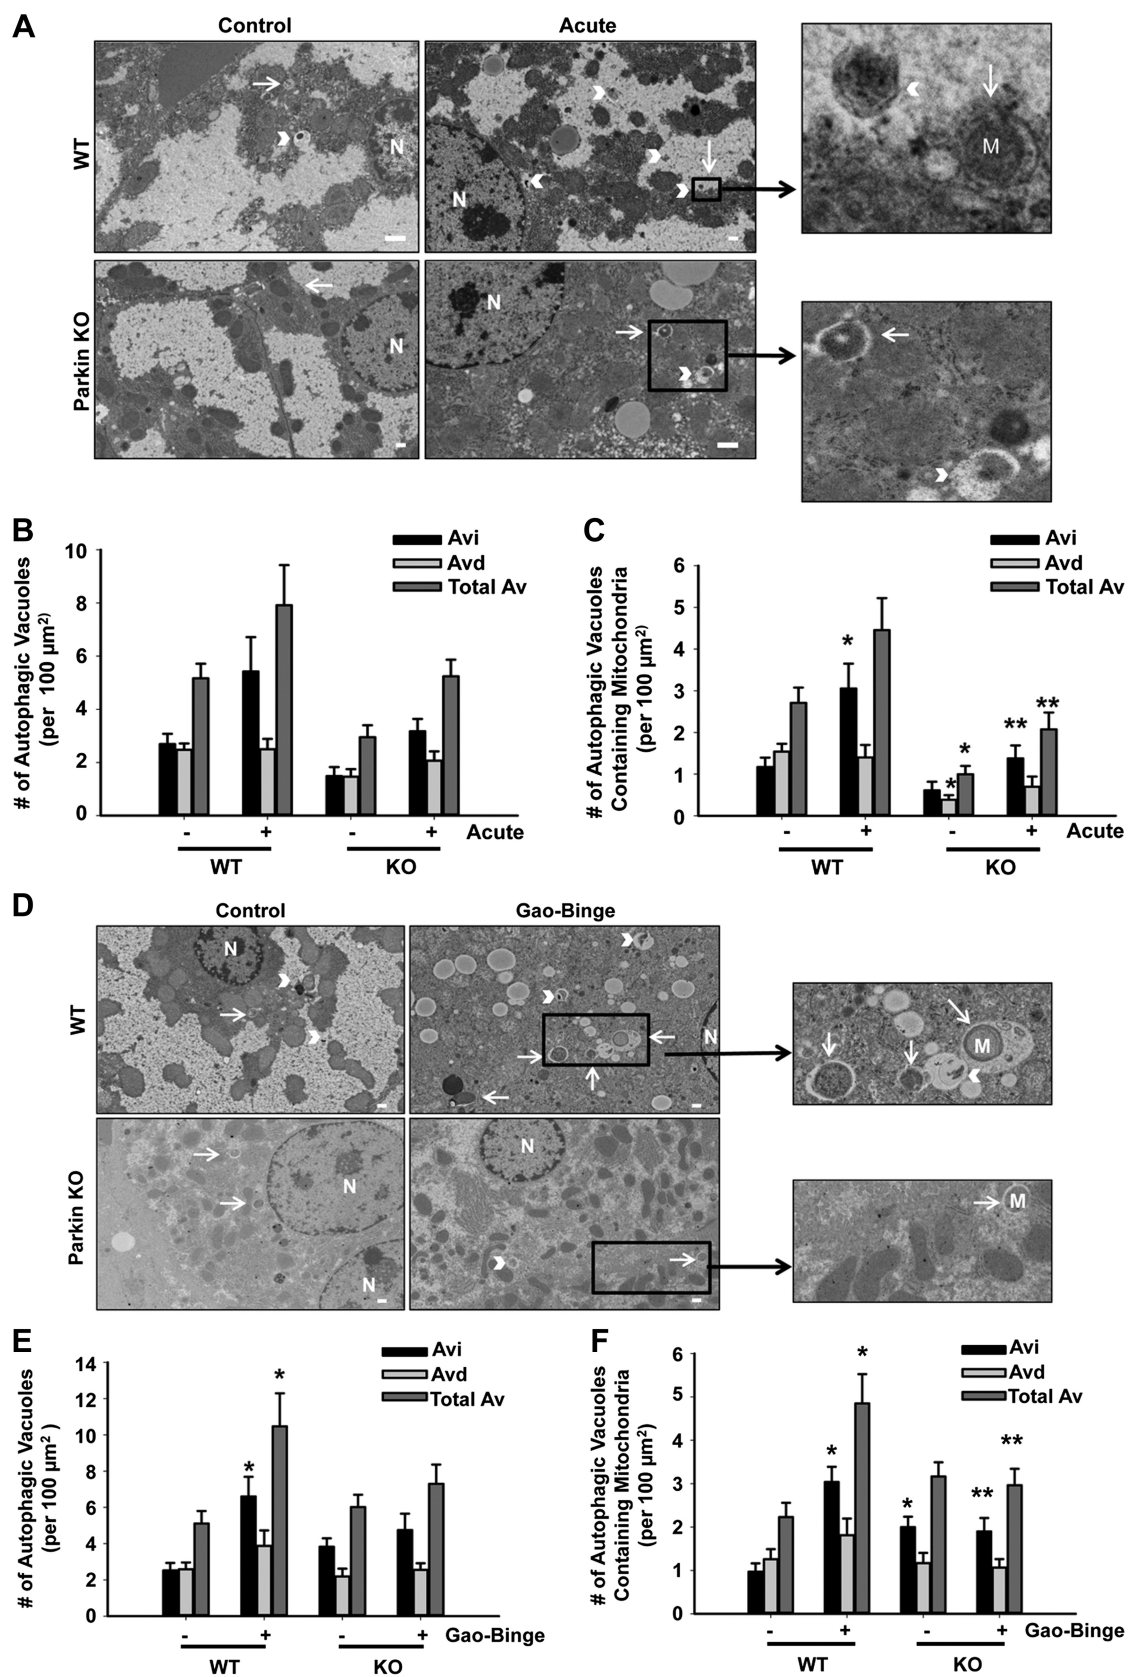 A
Control
Acute
WT
N
N
M
Parkin KO
N
N
B
Avi
Avd
Total Av
# of Autophagic Vacuoles
(per 100 µm²)
10
8
6
4
2
0
- + - + Acute
WT KO
C
Avi
Avd
Total Av
# of Autophagic Vacuoles
Containing Mitochondria
(per 100 µm²)
6
5
4
3
2
1
0
*
*
*
**
**
- + - + Acute
WT KO
D
Control
Gao-Binge
WT
N
N
M
Parkin KO
N
N
N
M
E
Avi
Avd
Total Av
# of Autophagic Vacuoles
(per 100 µm²)
14
12
10
8
6
4
2
0
*
*
- + - + Gao-Binge
WT KO
F
Avi
Avd
Total Av
# of Autophagic Vacuoles
Containing Mitochondria
(per 100 µm²)
6
5
4
3
2
1
0
*
*
*
**
**
- + - + Gao-Binge
WT KO